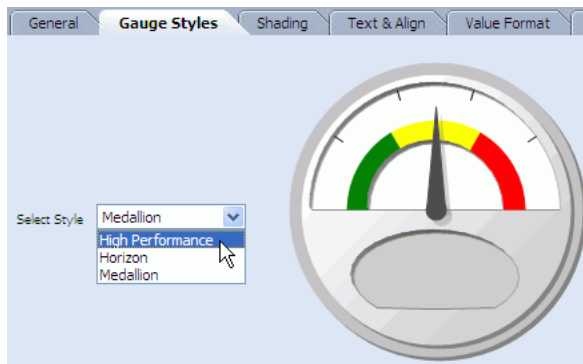 General Gauge Styles Shading Text & Align Value Format
Select Style Medallion
High Performance
Horizon
Medallion